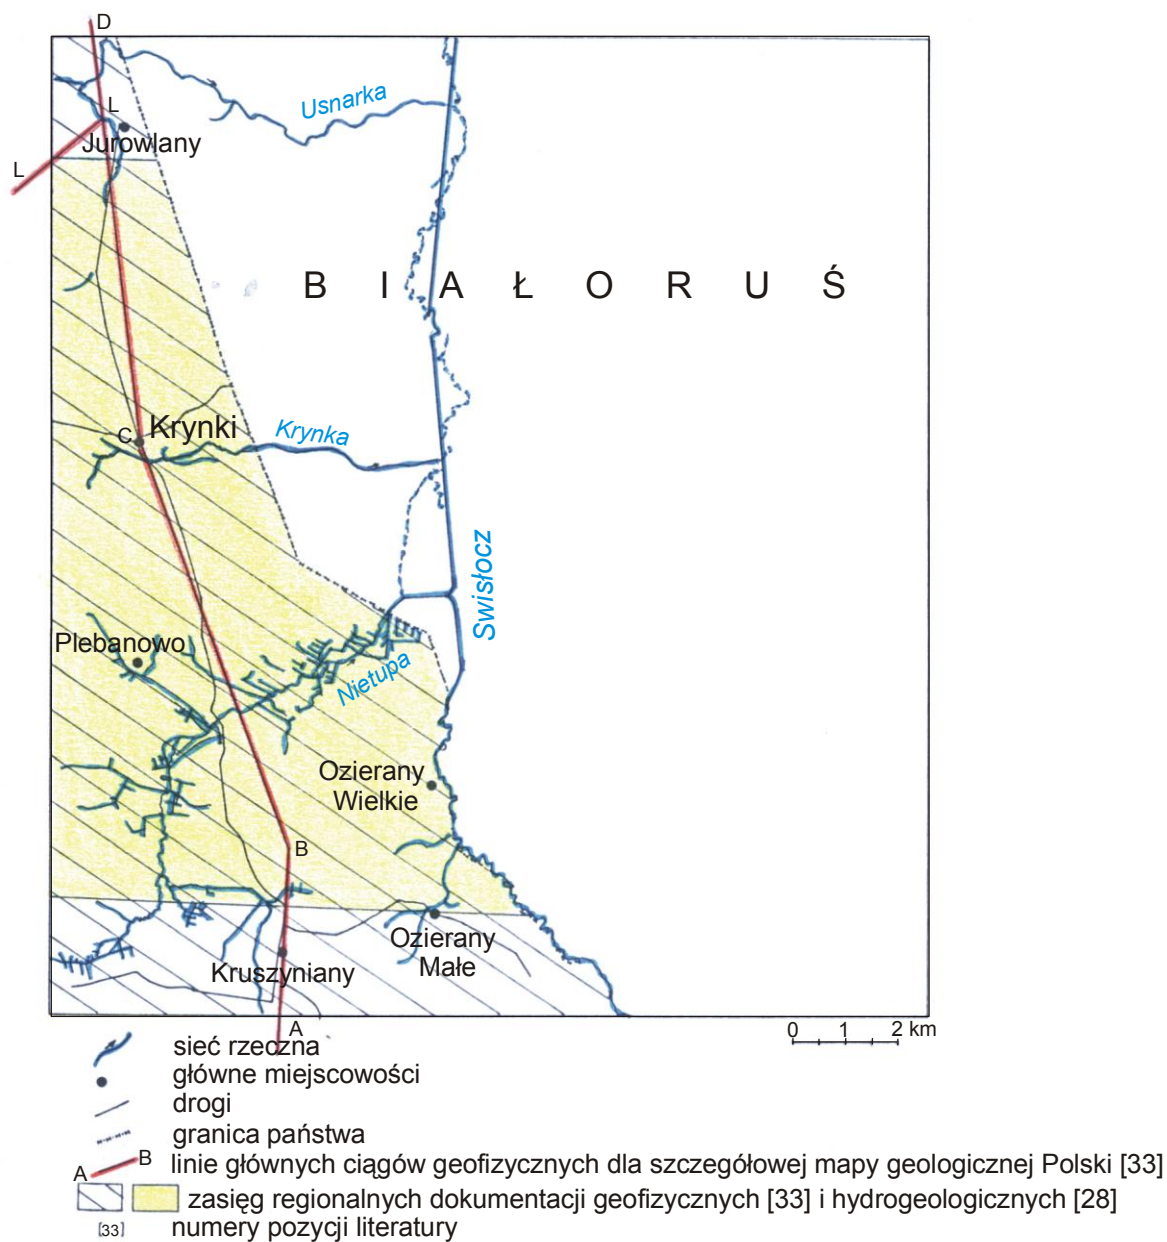 D
Usnarka
L
Jurowlany
L
BIAŁORUŚ
C
Krynki
Krynka
Swisłocz
Plebanowo
Nietupa
Ozierany
Wielkie
B
Ozierany
Małe
Kruszyniany
A
0 1 2 km
sieć rzeczna
główne miejscowości
drogi
granica państwa
A B linie głównych ciągów geofizycznych dla szczegółowej mapy geologicznej Polski [33]
zasięg regionalnych dokumentacji geofizycznych [33] i hydrogeologicznych [28]
[33] numery pozycji literatury